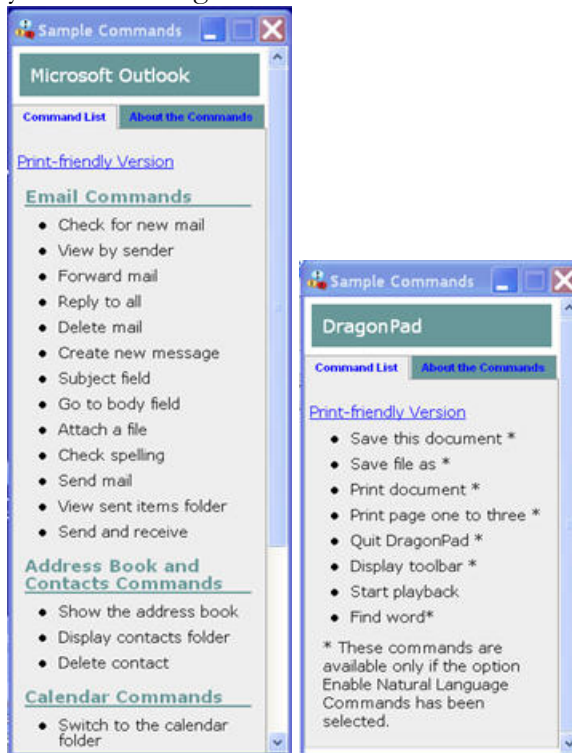 Sample Commands
Microsoft Outlook
Command List
About the Commands
Print-friendly Version
Email Commands
Check for new mail
View by sender
Forward mail
Reply to all
Delete mail
Create new message
Subject field
Go to body field
Attach a file
Check spelling
Send mail
View sent items folder
Send and receive
Address Book and
Contacts Commands
Show the address book
Display contacts folder
Delete contact
Calendar Commands
Switch to the calendar
folder
Sample Commands
DragonPad
Command List
About the Commands
Print-friendly Version
Save this document *
Save file as *
Print document *
Print page one to three *
Quit DragonPad *
Display toolbar *
Start playback
Find word*
* These commands are
available only if the option
Enable Natural Language
Commands has been
selected.